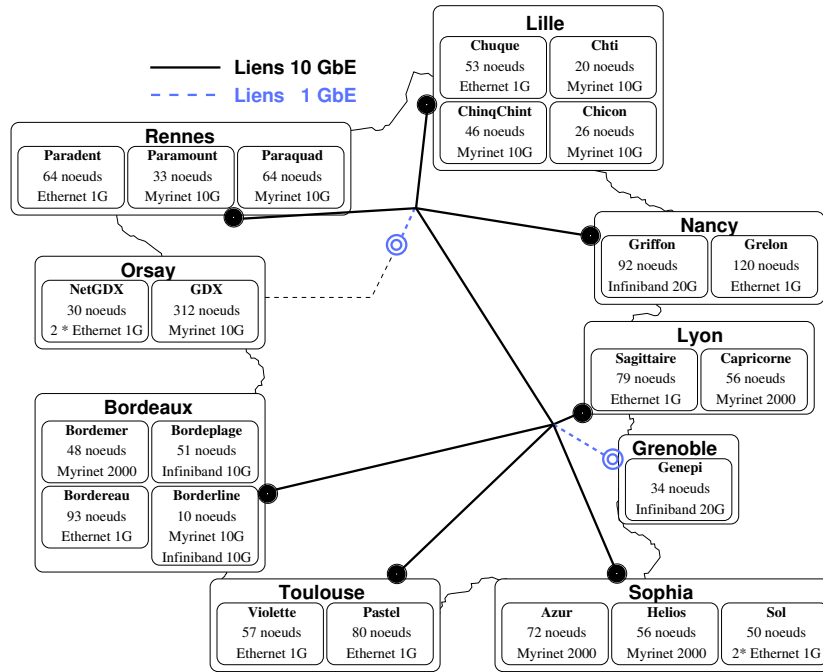 Lille
Chuque
53 noeuds
Ethernet 1G
Chti
20 noeuds
Myrinet 10G
ChinqChint
46 noeuds
Myrinet 10G
Chicon
26 noeuds
Myrinet 10G
Liens 10 GbE
Liens 1 GbE
Rennes
Paradent
64 noeuds
Ethernet 1G
Paramount
33 noeuds
Myrinet 10G
Paraquad
64 noeuds
Myrinet 10G
Nancy
Griffon
92 noeuds
Infiniband 20G
Grelon
120 noeuds
Ethernet 1G
Orsay
NetGDX
30 noeuds
2 * Ethernet 1G
GDX
312 noeuds
Myrinet 10G
Lyon
Sagittaire
79 noeuds
Ethernet 1G
Capricorne
56 noeuds
Myrinet 2000
Bordeaux
Bordemer
48 noeuds
Myrinet 2000
Bordeplage
51 noeuds
Infiniband 10G
Bordereau
93 noeuds
Ethernet 1G
Borderline
10 noeuds
Myrinet 10G
Infiniband 10G
Grenoble
Genepi
34 noeuds
Infiniband 20G
Toulouse
Violette
57 noeuds
Ethernet 1G
Pastel
80 noeuds
Ethernet 1G
Sophia
Azur
72 noeuds
Myrinet 2000
Helios
56 noeuds
Myrinet 2000
Sol
50 noeuds
2* Ethernet 1G